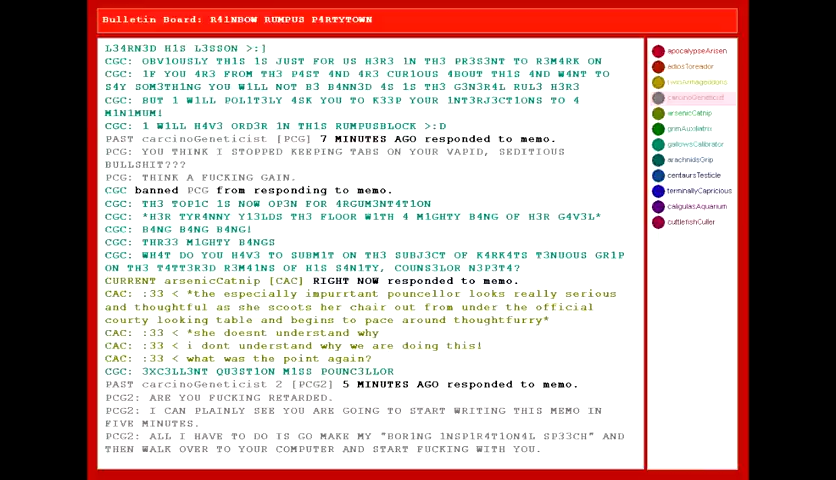 Bulletin Board: R41NBOW RUMPUS P4RTYTOWN
L34RN3D H1S L3SSON >:]
CGC: OBV1OUSLY TH1S 1S JUST FOR US H3R3 1N TH3 PR3S3NT TO R3M4RK ON
CGC: 1F YOU 4R3 FROM TH3 P4ST 4ND 4R3 CUR1OUS 4BOUT TH1S 4ND W4NT TO
S4Y SOM3TH1NG YOU W1LL NOT B3 B4NN3D 4S 1S TH3 G3N3R4L RUL3 H3R3
CGC: BUT 1 W1LL POL1T3LY 4SK YOU TO K33P YOUR 1NT3RJ3CT1ONS TO 4
M1N1MUM!
CGC: 1 W1LL H4V3 ORD3R 1N TH1S RUMPUSBLOCK >:D
PAST carcinoGeneticist [PCG] 7 MINUTES AGO responded to memo.
PCG: YOU THINK I STOPPED KEEPING TABS ON YOUR VAPID, SEDITIOUS
BULLSHIT???
PCG: THINK A FUCKING GAIN.
CGC banned PCG from responding to memo.
CGC: TH3 TOP1C 1S NOW OP3N FOR 4RGUM3NT4T1ON
CGC: *H3R TYR4NNY Y13LDS TH3 FLOOR W1TH 4 M1GHTY B4NG OF H3R G4V3L*
CGC: B4NG B4NG B4NG!
CGC: THR33 M1GHTY B4NGS
CGC: WH4T DO YOU H4V3 TO SUBM1T ON TH3 SUBJ3CT OF K4RK4TS T3NUOUS GR1P
ON TH3 T4TT3R3D R3M41NS OF H1S S4N1TY, COUNS3LOR N3P3T4?
CURRENT arsenicCatnip [CAC] RIGHT NOW responded to memo.
CAC: :33 < *the especially impurrtant pouncellor looks really serious
and thoughtful as she scoots her chair out from under the official
courty looking table and begins to pace around thoughtfurry*
CAC: :33 < *she doesnt understand why
CAC: :33 < i dont understand why we are doing this!
CAC: :33 < what was the point again?
CGC: 3XC3LL3NT QU3ST1ON M1SS POUNC3LLOR
PAST carcinoGeneticist 2 [PCG2] 5 MINUTES AGO responded to memo.
PCG2: ARE YOU FUCKING RETARDED.
PCG2: I CAN PLAINLY SEE YOU ARE GOING TO START WRITING THIS MEMO IN
FIVE MINUTES.
PCG2: ALL I HAVE TO DO IS GO MAKE MY "BOR1NG 1NSP1R4T1ON4L SP33CH" AND
THEN WALK OVER TO YOUR COMPUTER AND START FUCKING WITH YOU.
apocalypseArisen
adiosToreador
twinArmageddons
carcinoGeneticist
arsenicCatnip
grimAuxiliatrix
gallowsCalibrator
arachnidsGrip
centaursTesticle
terminallyCapricious
caligulasAquarium
cuttlefishCuller